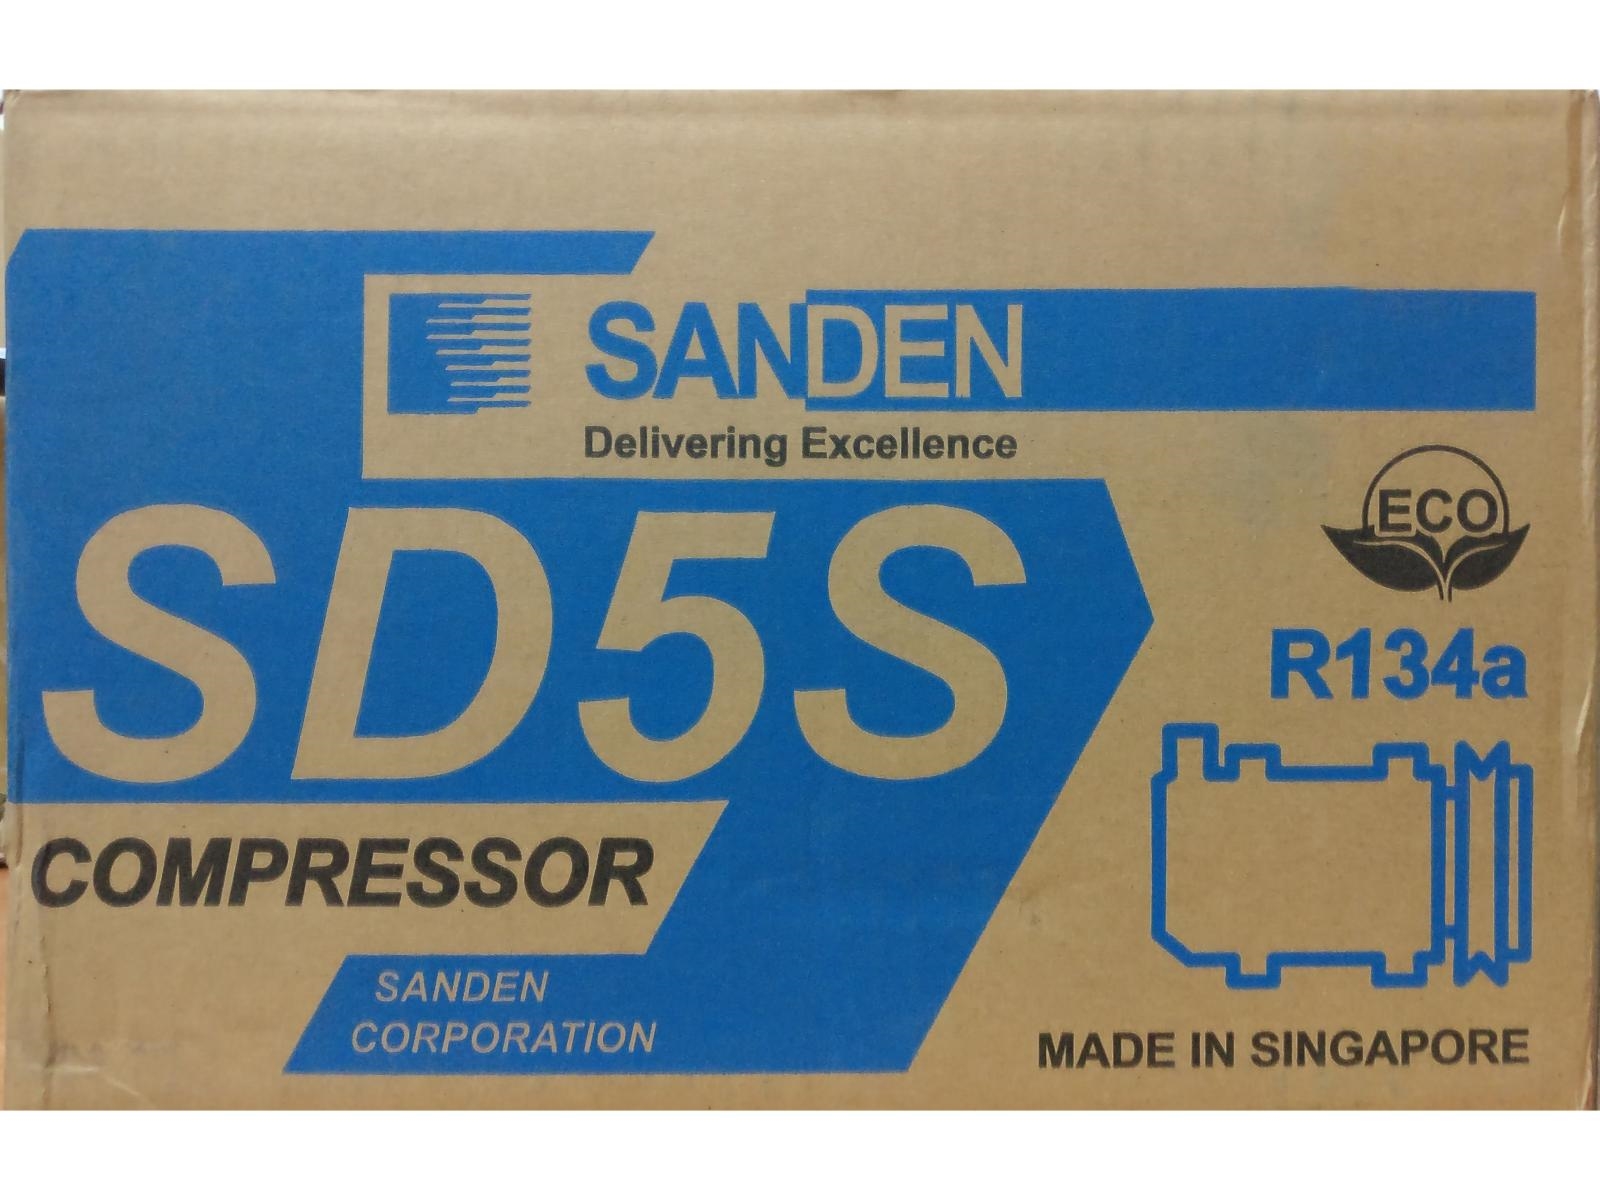 SANDEN
Delivering Excellence
SD5S
ECO
R134a
COMPRESSOR
SANDEN
CORPORATION
MADE IN SINGAPORE